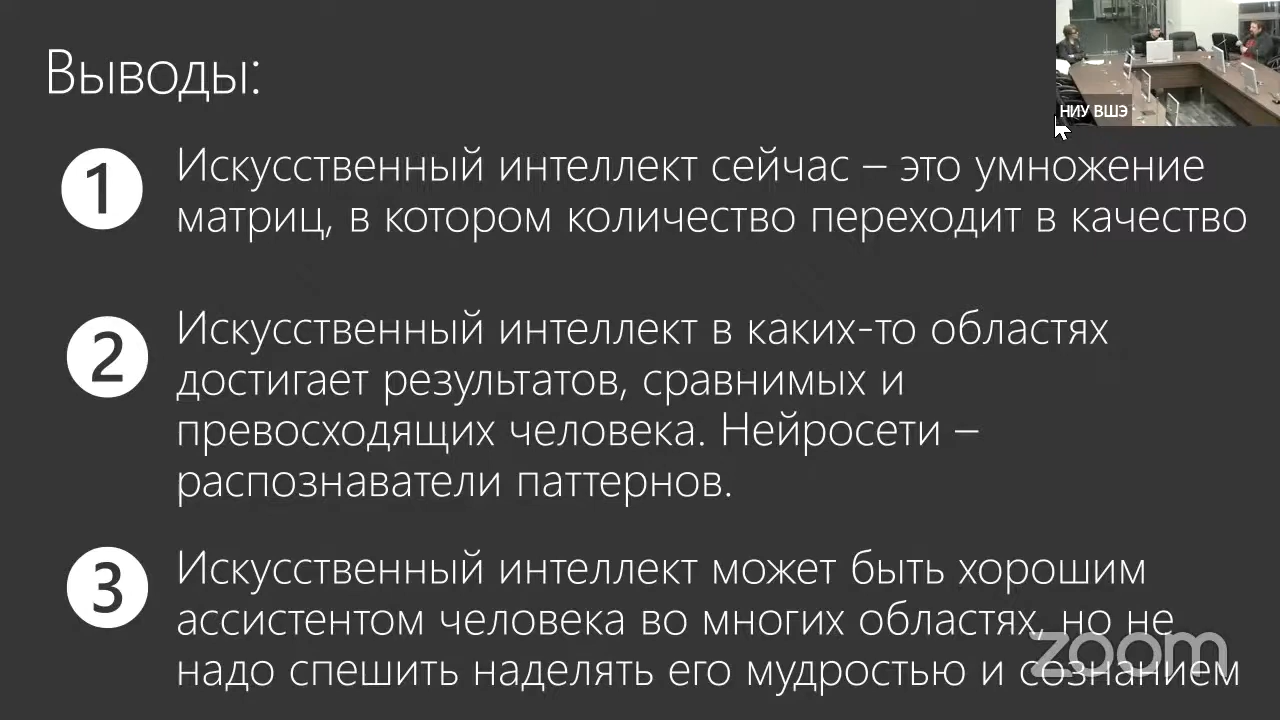 Выводы:
НИУ ВШЭ
1
Искусственный интеллект сейчас – это умножение
матриц, в котором количество переходит в качество
2
Искусственный интеллект в каких-то областях
достигает результатов, сравнимых и
превосходящих человека. Нейросети –
распознаватели паттернов.
3
Искусственный интеллект может быть хорошим
ассистентом человека во многих областях, но не
надо спешить наделять его мудростью и сознанием
zoom